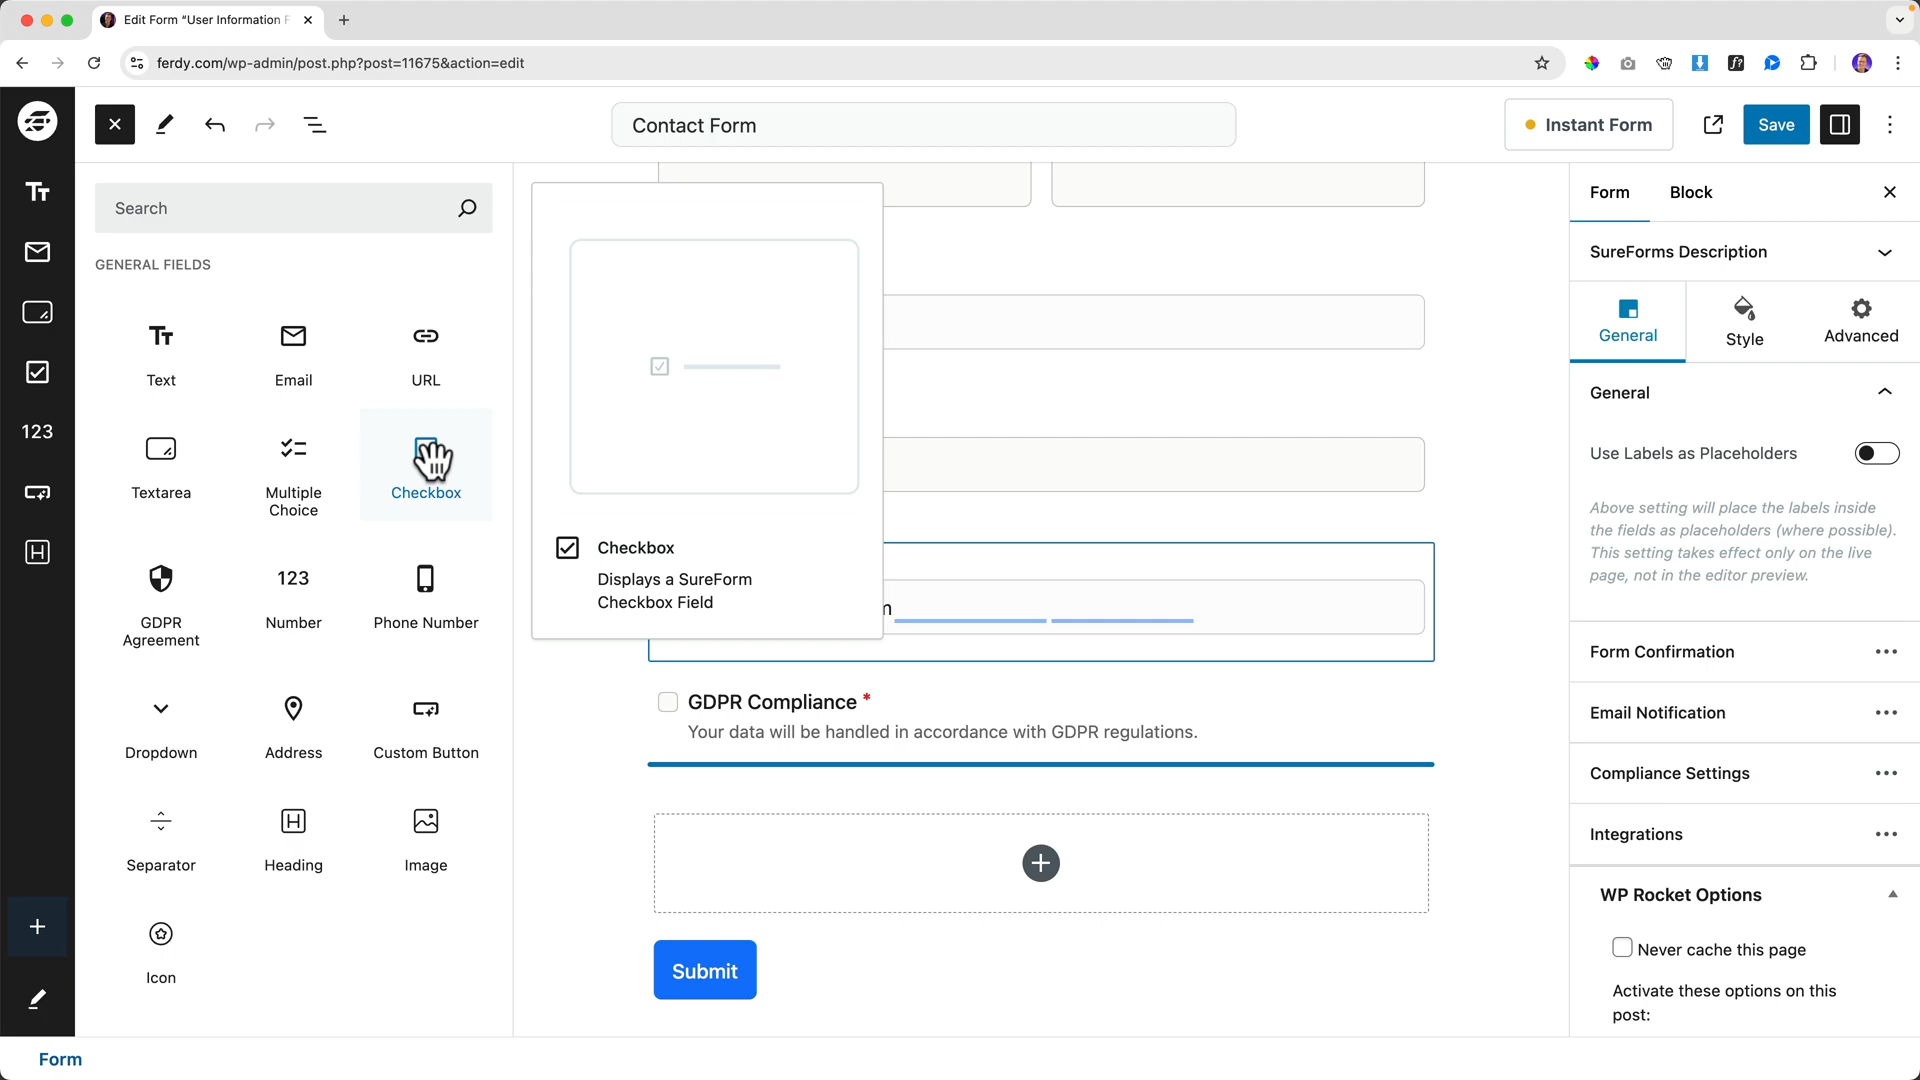 Edit Form “User Information F
ferdy.com/wp-admin/post.php?post=11675&action=edit
Contact Form
Instant Form
Save
Search
GENERAL FIELDS
Text
Email
URL
Textarea
Multiple
Choice
Checkbox
GDPR
Agreement
123
Number
Phone Number
Dropdown
Address
Custom Button
Separator
Heading
Image
Icon
123
Checkbox
Displays a SureForm
Checkbox Field
GDPR Compliance *
Your data will be handled in accordance with GDPR regulations.
Submit
Form
Block
SureForms Description
General
Style
Advanced
General
Use Labels as Placeholders
Above setting will place the labels inside
the fields as placeholders (where possible).
This setting takes effect only on the live
page, not in the editor preview.
Form Confirmation
Email Notification
Compliance Settings
Integrations
WP Rocket Options
Never cache this page
Activate these options on this
post:
Form